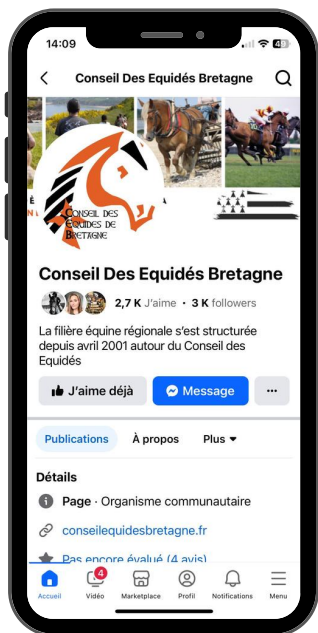 14:09
49
Conseil Des Equidés Bretagne
CONSEIL DES
EQUIDÉS DE
BRETAGNE
Conseil Des Equidés Bretagne
2,7 K J'aime • 3 K followers
La filière équine régionale s'est structurée
depuis avril 2001 autour du Conseil des
Equidés
J'aime déjà
Message
Publications
À propos
Plus
Détails
Page · Organisme communautaire
conseilequidesbretagne.fr
Pas encore évalué (4 avis)
4
Accueil
Vidéo
Marketplace
Profil
Notifications
Menu